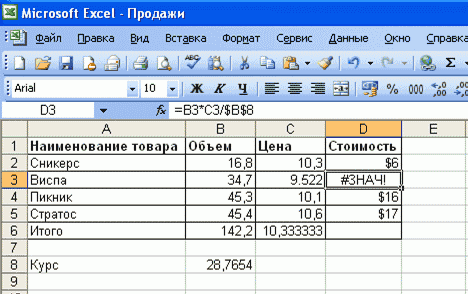 Microsoft Excel - Продажи
Файл Правка Вид Вставка Формат Сервис Данные Окно Справка
Arial 10 Ж К Ч % 000
D3 fx =B3*C3/$B$8
A B C D E
1 Наименование товара Объем Цена Стоимость
2 Сникерс 16,8 10,3 $6
3 Виспа 34,7 9.522 #ЗНАЧ!
4 Пикник 45,3 10,1 $16
5 Стратос 45,4 10,6 $17
6 Итого 142,2 10,333333
7
8 Курс 28,7654
9